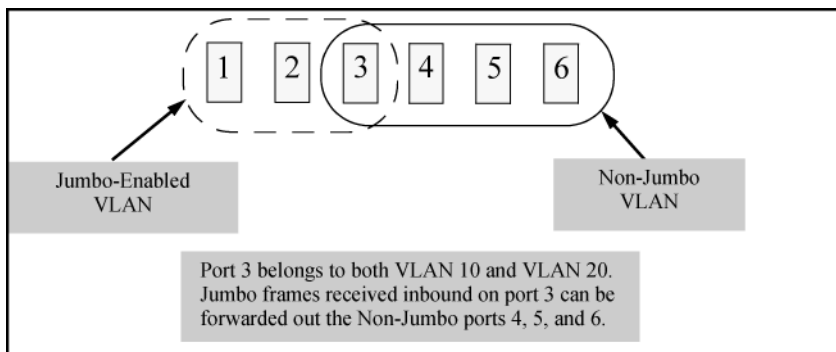 1 2 3 4 5 6
Jumbo-Enabled
VLAN
Non-Jumbo
VLAN
Port 3 belongs to both VLAN 10 and VLAN 20.
Jumbo frames received inbound on port 3 can be
forwarded out the Non-Jumbo ports 4, 5, and 6.